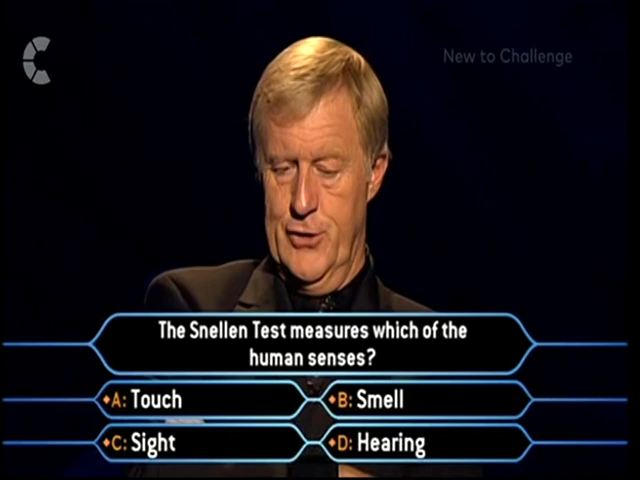 New to Challenge
The Snellen Test measures which of the
human senses?
A: Touch
B: Smell
C: Sight
D: Hearing